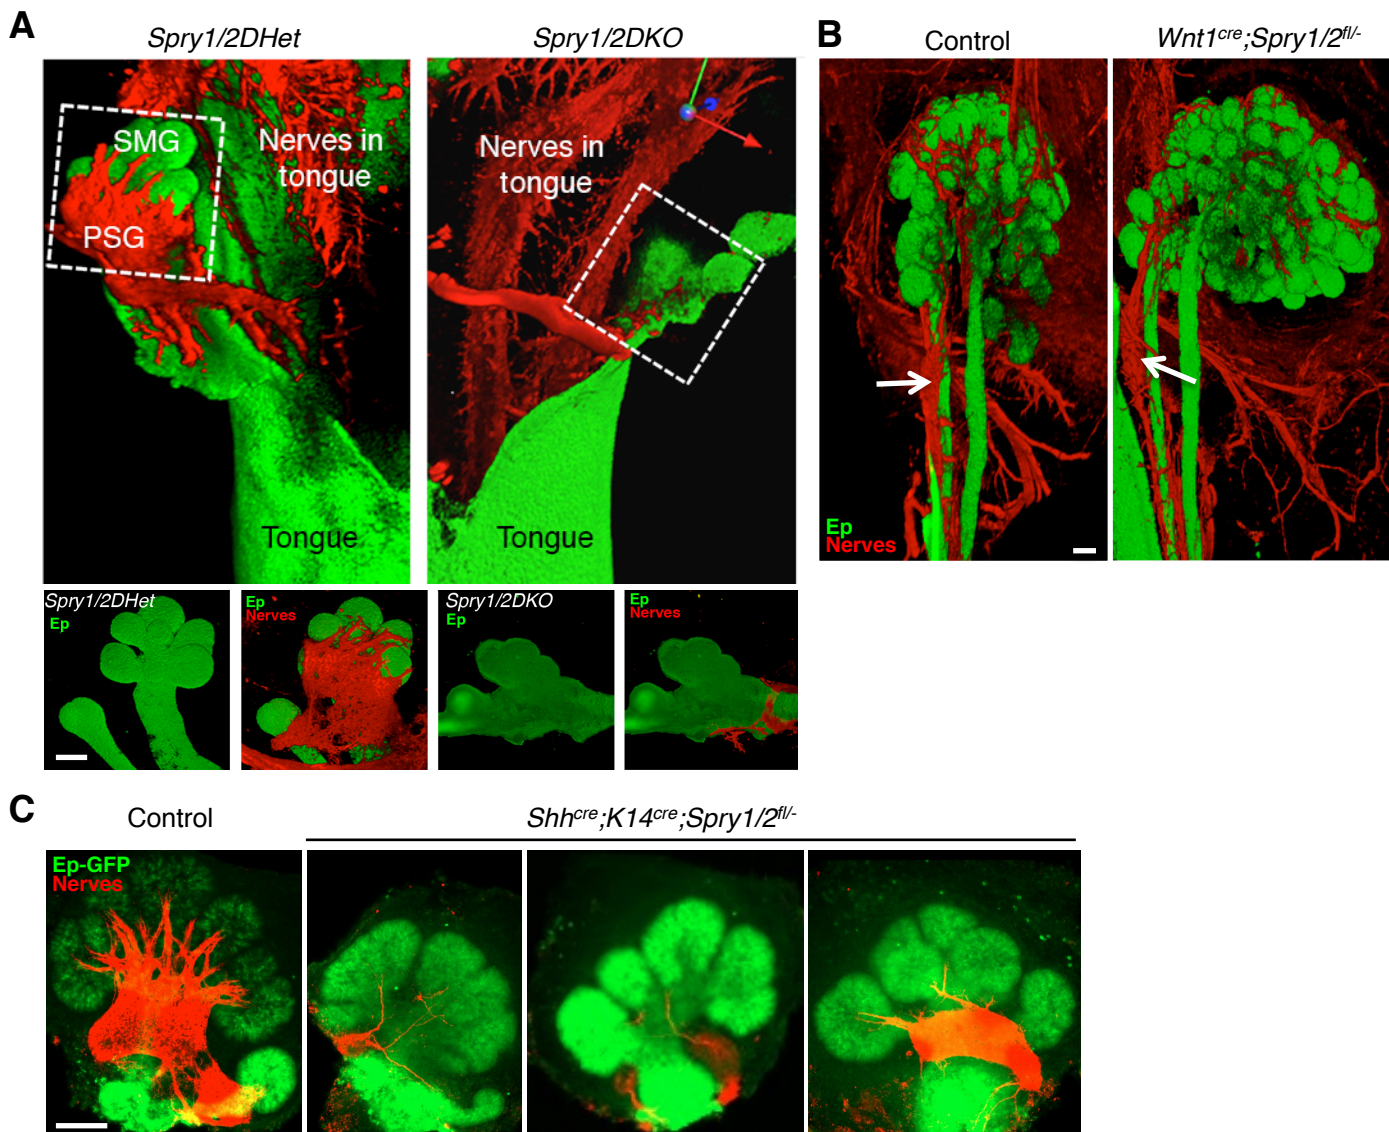 A
Spry1/2DHet
Spry1/2DKO
SMG
PSG
Nerves in
tongue
Tongue
Nerves in
tongue
Tongue
Spry1/2DHet
Ep
Ep
Nerves
Spry1/2DKO
Ep
Ep
Nerves
B
Control
Wnt1cre;Spry1/2fl/-
Ep
Nerves
C
Control
Shhcre;K14cre;Spry1/2fl/-
Ep-GFP
Nerves